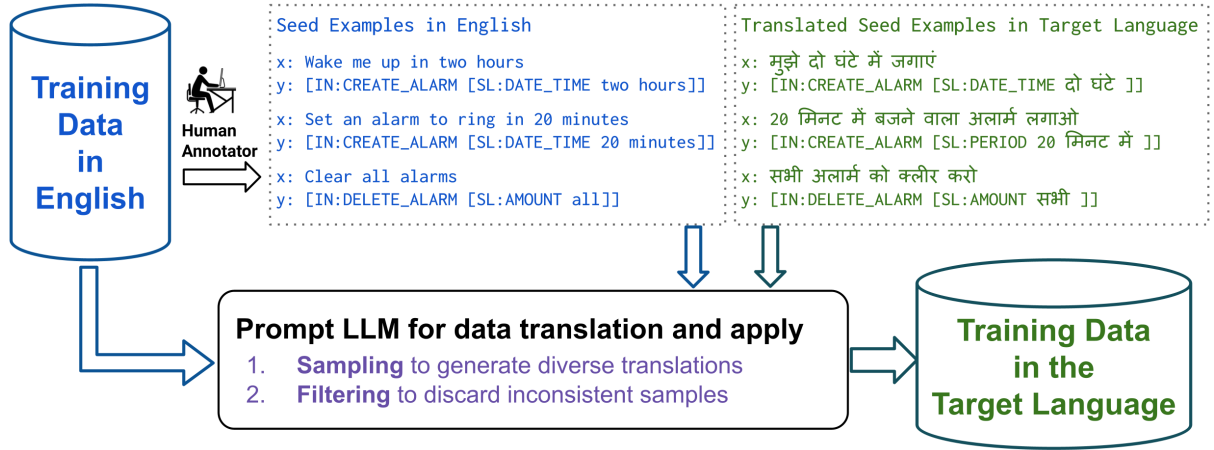 Training
Data
in
English
Human
Annotator
Seed Examples in English
x: Wake me up in two hours
y: [IN:CREATE_ALARM [SL:DATE_TIME two hours]]
x: Set an alarm to ring in 20 minutes
y: [IN:CREATE_ALARM [SL:DATE_TIME 20 minutes]]
x: Clear all alarms
y: [IN:DELETE_ALARM [SL:AMOUNT all]]
Translated Seed Examples in Target Language
x: मुझे दो घंटे में जगाएं
y: [IN:CREATE_ALARM [SL:DATE_TIME दो घंटे ]]
x: 20 मिनट में बजने वाला अलार्म लगाओ
y: [IN:CREATE_ALARM [SL:PERIOD 20 मिनट में ]]
x: सभी अलार्म को क्लीर करो
y: [IN:DELETE_ALARM [SL:AMOUNT सभी ]]
Prompt LLM for data translation and apply
1. Sampling to generate diverse translations
2. Filtering to discard inconsistent samples
Training Data
in the
Target Language